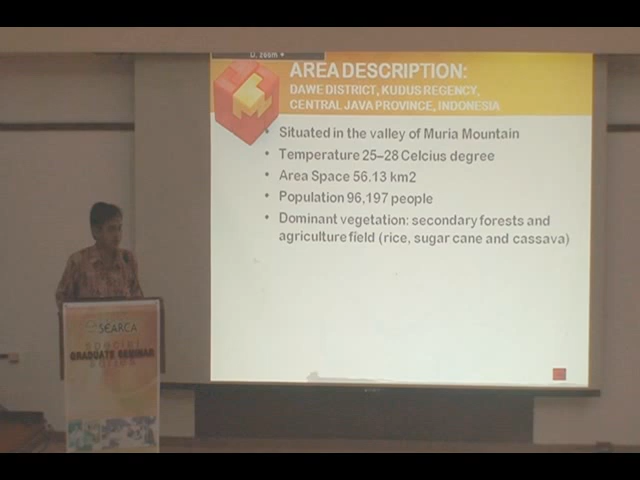 AREA DESCRIPTION:
DAWE DISTRICT, KUDUS REGENCY,
CENTRAL JAVA PROVINCE, INDONESIA
• Situated in the valley of Muria Mountain
• Temperature 25–28 Celcius degree
• Area Space 56.13 km2
• Population 96,197 people
• Dominant vegetation: secondary forests and
agriculture field (rice, sugar cane and cassava)
SEARCA
special
GRADUATE SEMINAR
series